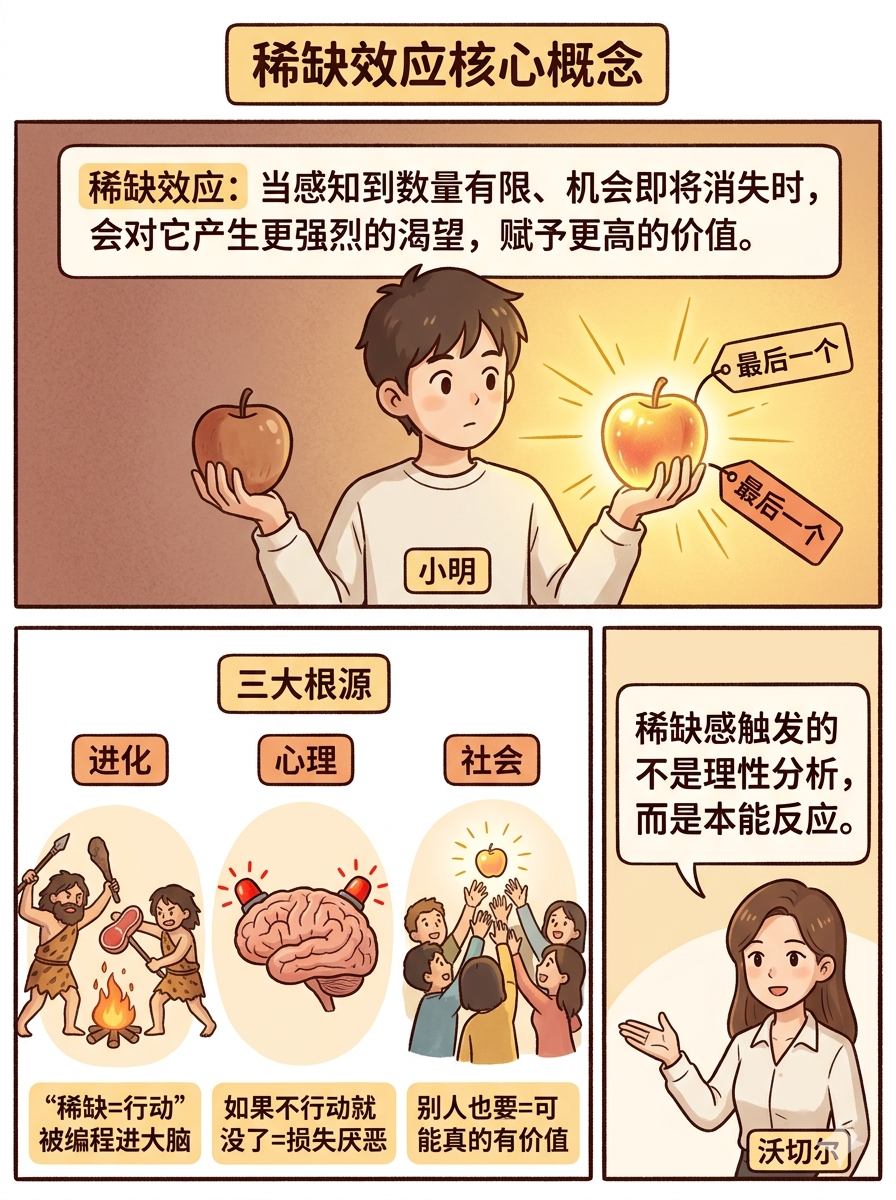 稀缺效应核心概念
稀缺效应：当感知到数量有限、机会即将消失时，
会对它产生更强烈的渴望，赋予更高的价值。
最后一个
最后一个
小明
三大根源
进化
心理
社会
“稀缺=行动”
被编程进大脑
如果不行动就
没了=损失厌恶
别人也要=可
能真的有价值
稀缺感触发的
不是理性分析，
而是本能反应。
沃切尔